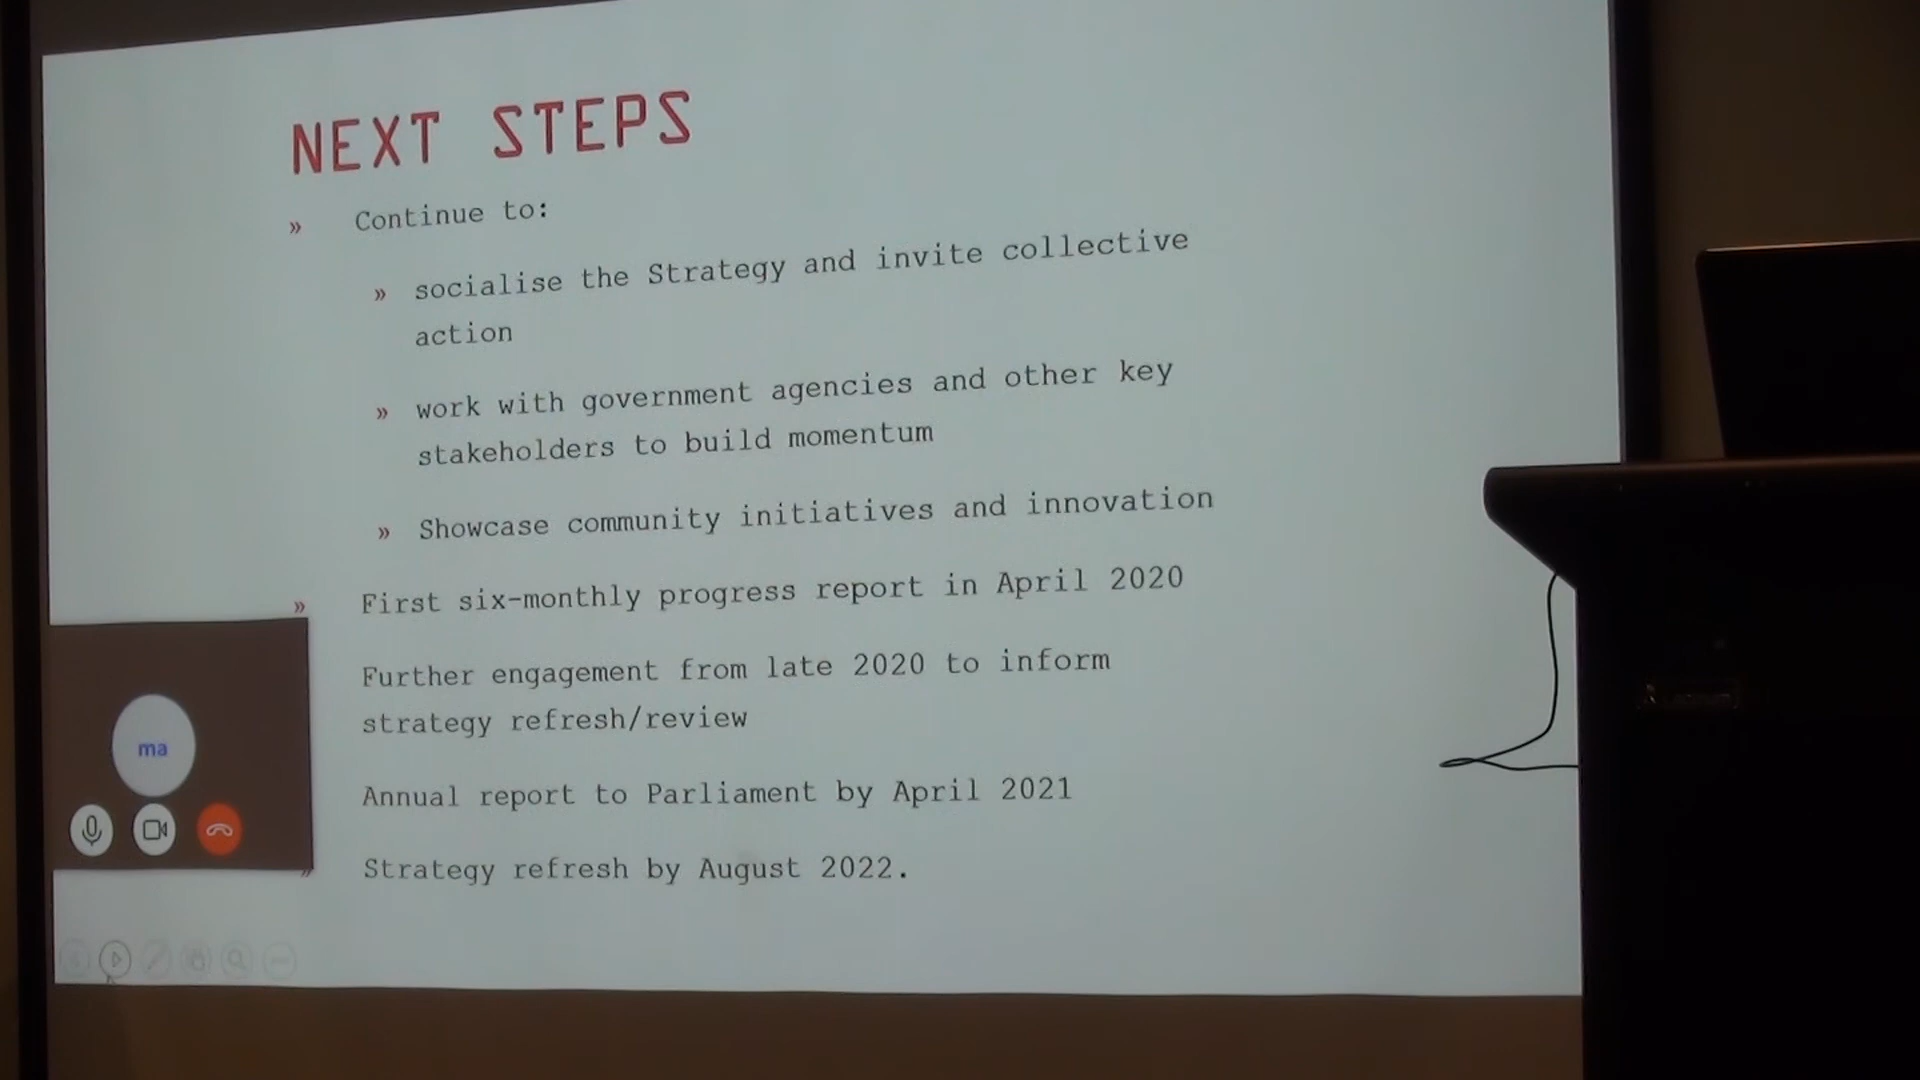 NEXT STEPS
» Continue to:
» socialise the Strategy and invite collective
action
» work with government agencies and other key
stakeholders to build momentum
» Showcase community initiatives and innovation
» First six-monthly progress report in April 2020
Further engagement from late 2020 to inform
strategy refresh/review
ma
Annual report to Parliament by April 2021
» Strategy refresh by August 2022.